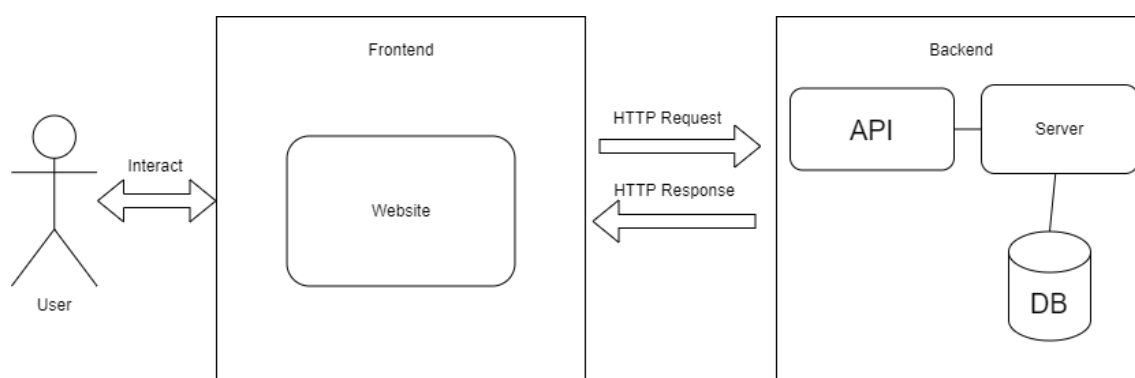 Frontend
Backend
HTTP Request
API
Server
Interact
HTTP Response
Website
User
DB